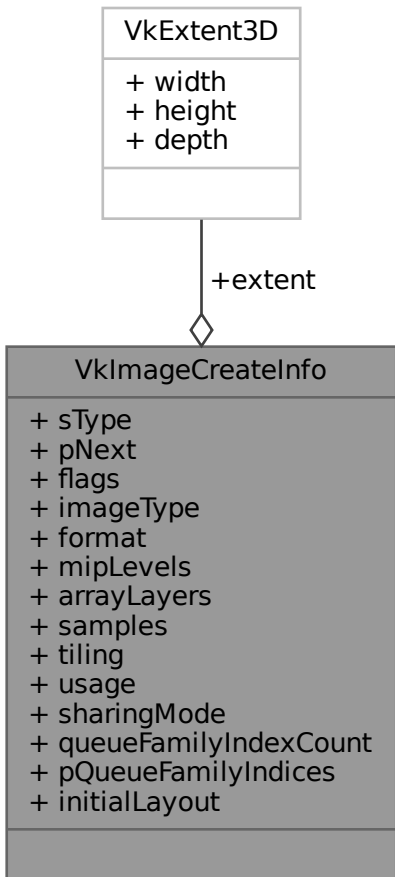 VkExtent3D
+ width
+ height
+ depth
+extent
VkImageCreateInfo
+ sType
+ pNext
+ flags
+ imageType
+ format
+ mipLevels
+ arrayLayers
+ samples
+ tiling
+ usage
+ sharingMode
+ queueFamilyIndexCount
+ pQueueFamilyIndices
+ initialLayout